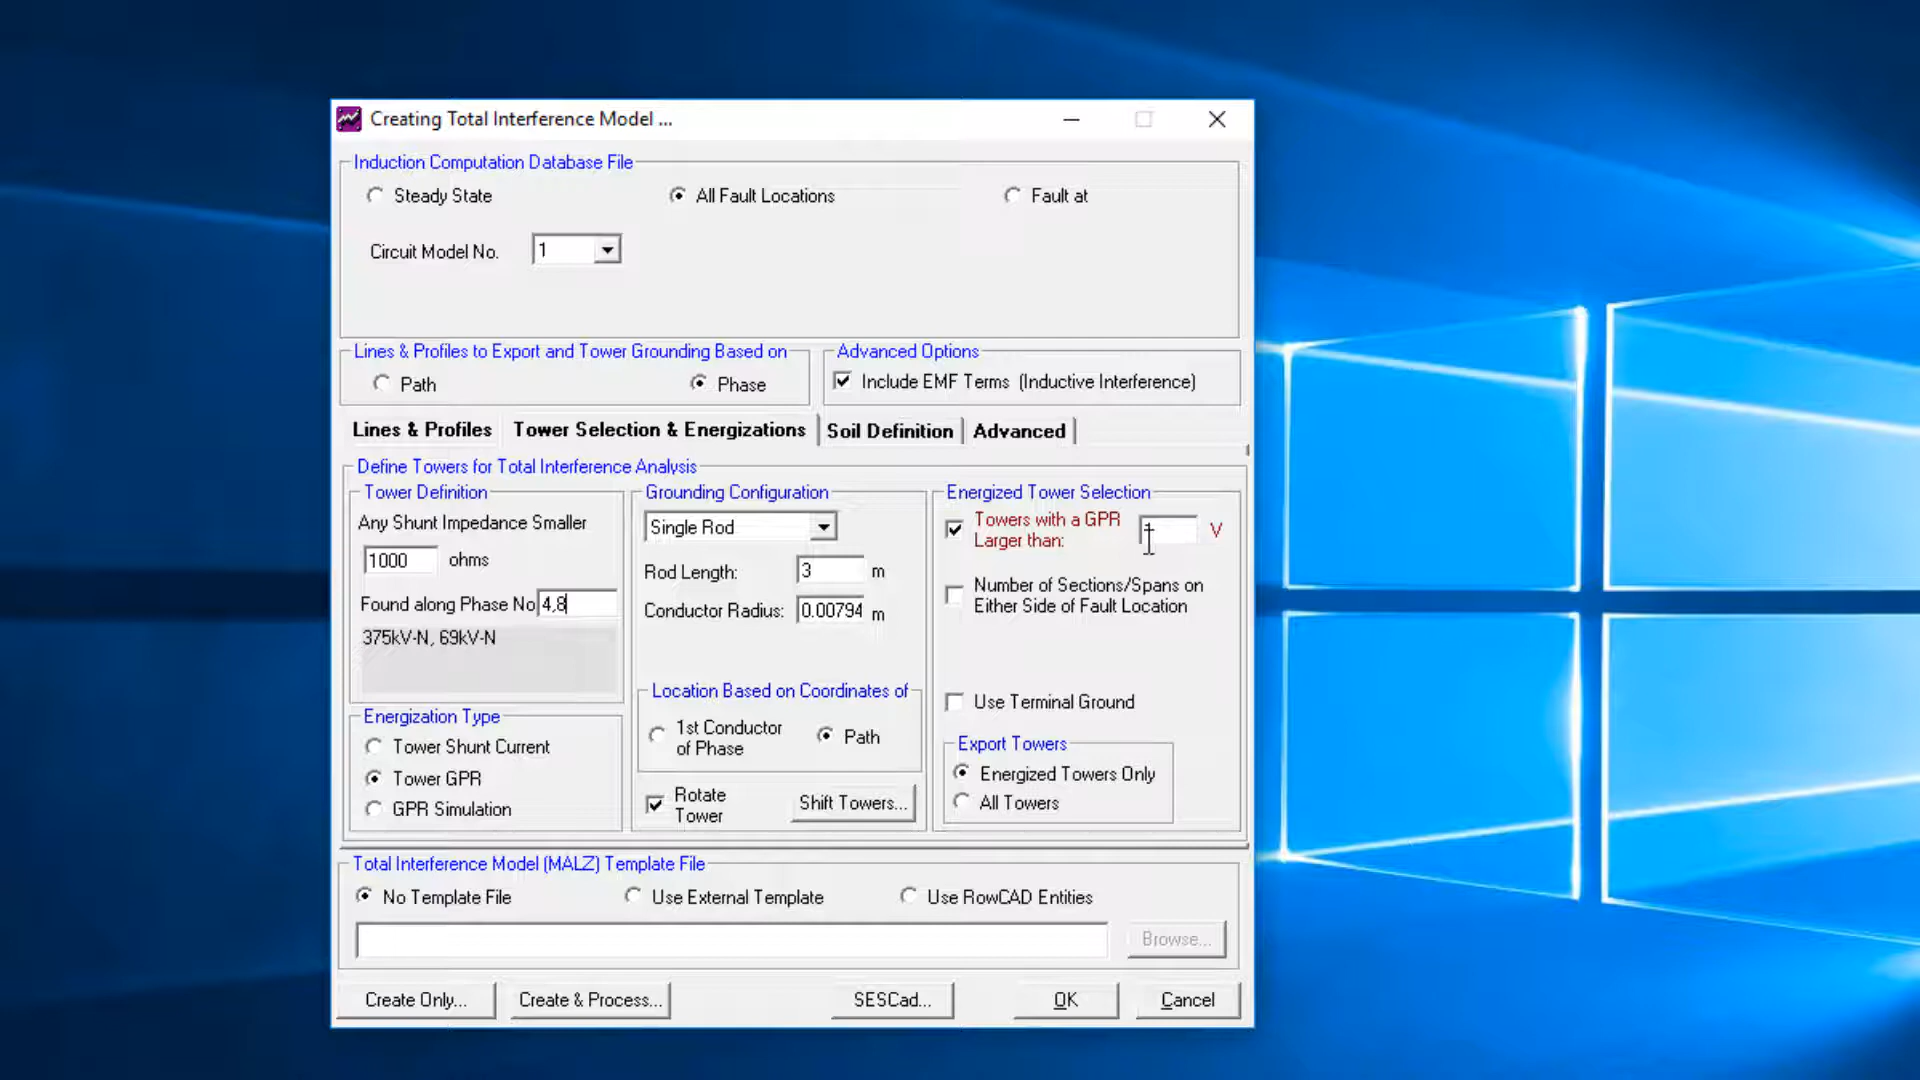 Creating Total Interference Model ...
Induction Computation Database File
Steady State
All Fault Locations
Fault at
Circuit Model No.
1
Lines & Profiles to Export and Tower Grounding Based on
Path
Phase
Advanced Options
Include EMF Terms (Inductive Interference)
Lines & Profiles
Tower Selection & Energizations
Soil Definition
Advanced
Define Towers for Total Interference Analysis
Tower Definition
Any Shunt Impedance Smaller
1000
ohms
Found along Phase No
4,8
375kV-N, 69kV-N
Energization Type
Tower Shunt Current
Tower GPR
GPR Simulation
Grounding Configuration
Single Rod
Rod Length:
3
m
Conductor Radius:
0.00794
m
Location Based on Coordinates of
1st Conductor
of Phase
Path
Rotate
Tower
Shift Towers...
Energized Tower Selection
Towers with a GPR
Larger than:
V
Number of Sections/Spans on
Either Side of Fault Location
Use Terminal Ground
Export Towers
Energized Towers Only
All Towers
Total Interference Model (MALZ) Template File
No Template File
Use External Template
Use RowCAD Entities
Browse...
Create Only...
Create & Process...
SESCad...
OK
Cancel